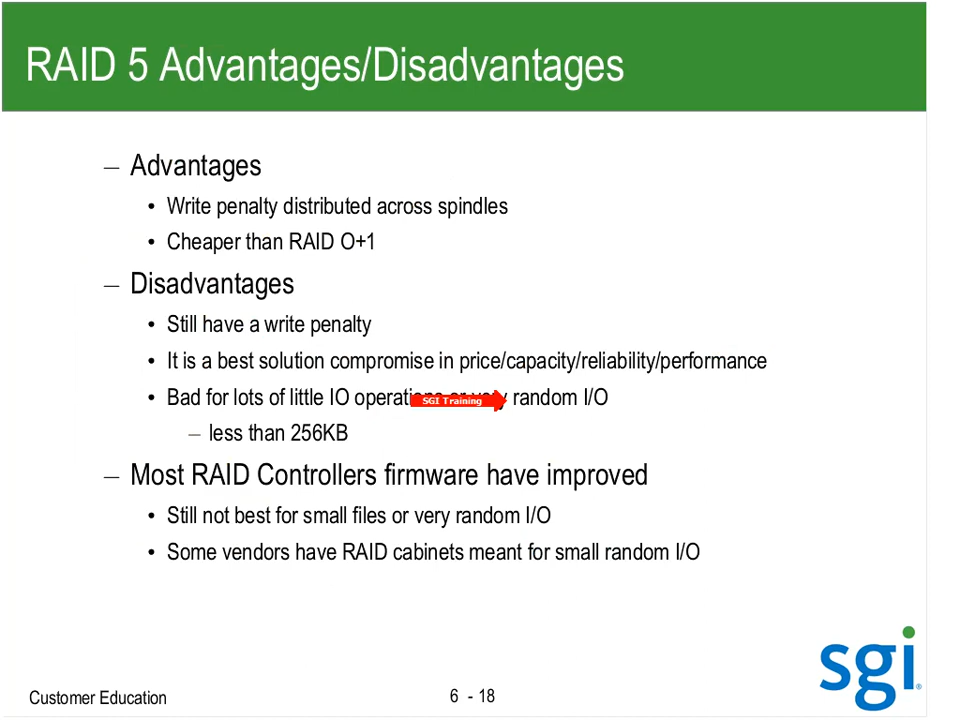 RAID 5 Advantages/Disadvantages
– Advantages
• Write penalty distributed across spindles
• Cheaper than RAID O+1
– Disadvantages
• Still have a write penalty
• It is a best solution compromise in price/capacity/reliability/performance
• Bad for lots of little IO operations or very random I/O
SGI Training
– less than 256KB
– Most RAID Controllers firmware have improved
• Still not best for small files or very random I/O
• Some vendors have RAID cabinets meant for small random I/O
sgi®
Customer Education
6 - 18